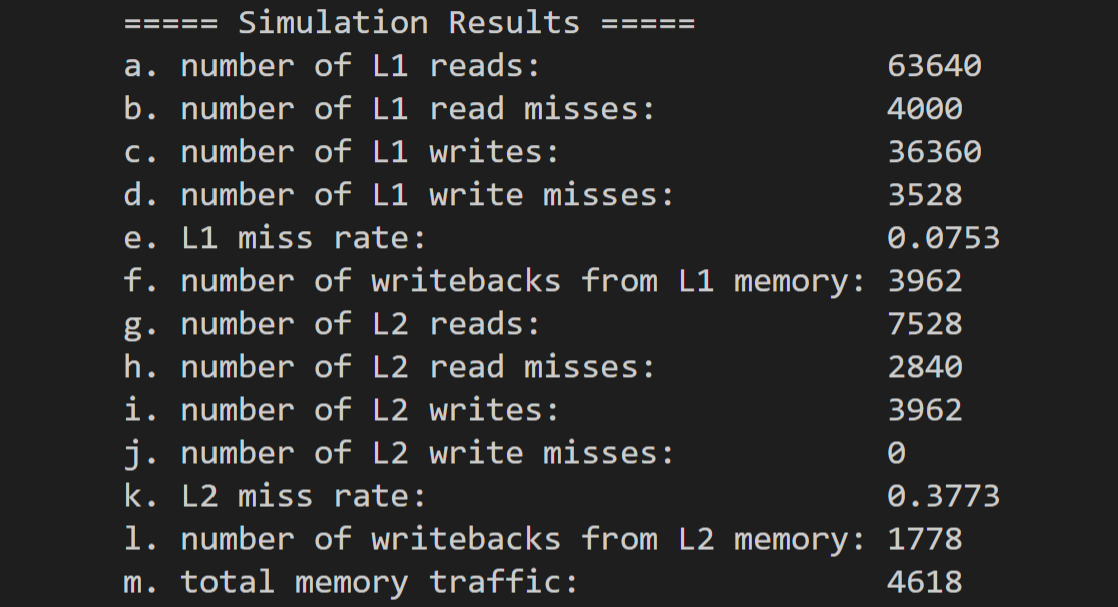 ===== Simulation Results =====
a. number of L1 reads: 63640
b. number of L1 read misses: 4000
c. number of L1 writes: 36360
d. number of L1 write misses: 3528
e. L1 miss rate: 0.0753
f. number of writebacks from L1 memory: 3962
g. number of L2 reads: 7528
h. number of L2 read misses: 2840
i. number of L2 writes: 3962
j. number of L2 write misses: 0
k. L2 miss rate: 0.3773
l. number of writebacks from L2 memory: 1778
m. total memory traffic: 4618